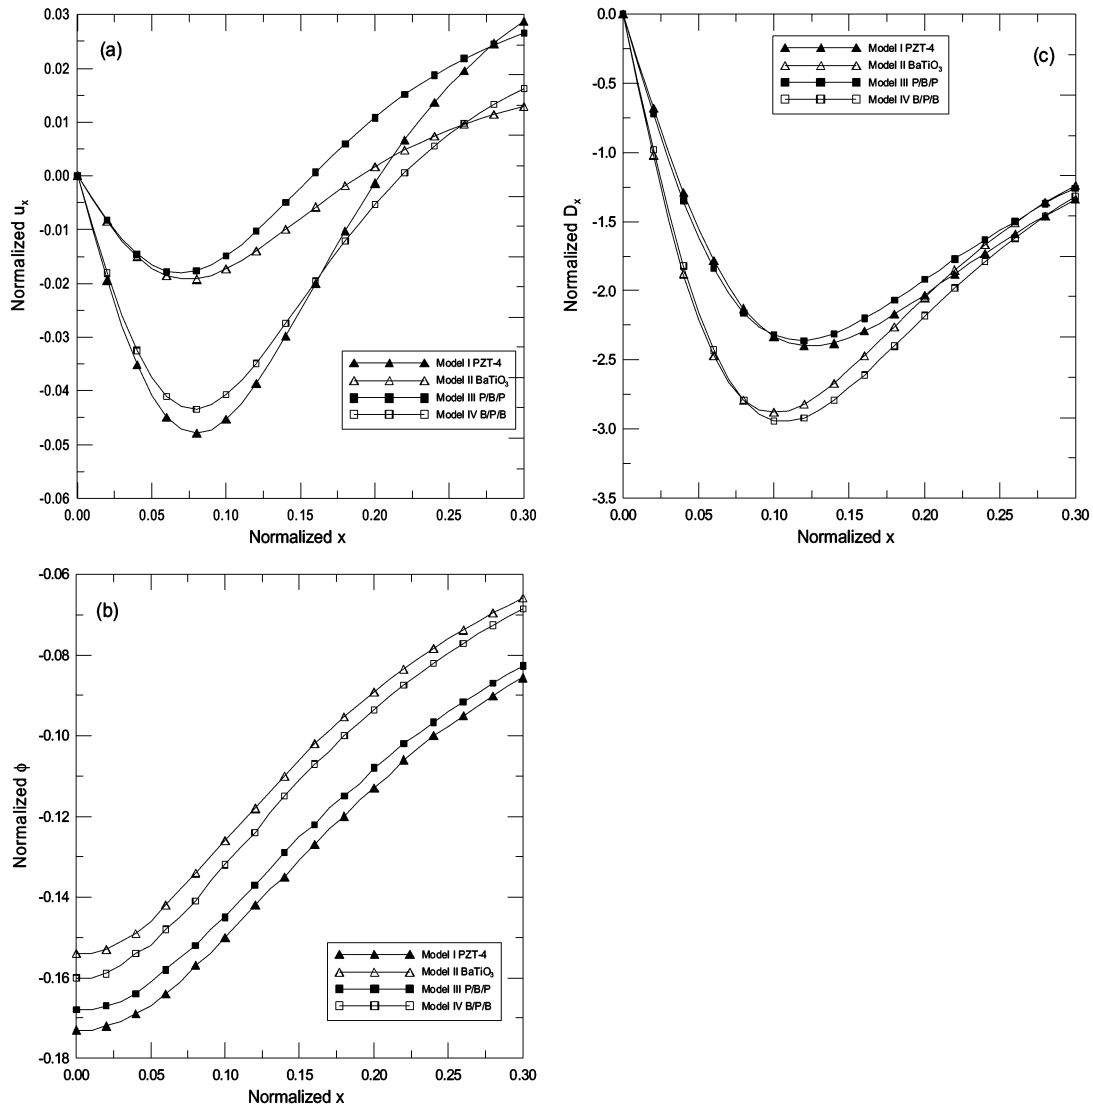 (a)
Normalized uₓ
0.03
0.02
0.01
0.00
-0.01
-0.02
-0.03
-0.04
-0.05
-0.06
Model I PZT-4
Model II BaTiO₃
Model III P/B/P
Model IV B/P/B
0.00 0.05 0.10 0.15 0.20 0.25 0.30
Normalized x
(c)
Normalized Dₓ
0.0
-0.5
-1.0
-1.5
-2.0
-2.5
-3.0
-3.5
Model I PZT-4
Model II BaTiO₃
Model III P/B/P
Model IV B/P/B
0.00 0.05 0.10 0.15 0.20 0.25 0.30
Normalized x
(b)
Normalized ϕ
-0.06
-0.08
-0.10
-0.12
-0.14
-0.16
-0.18
Model I PZT-4
Model II BaTiO₃
Model III P/B/P
Model IV B/P/B
0.00 0.05 0.10 0.15 0.20 0.25 0.30
Normalized x